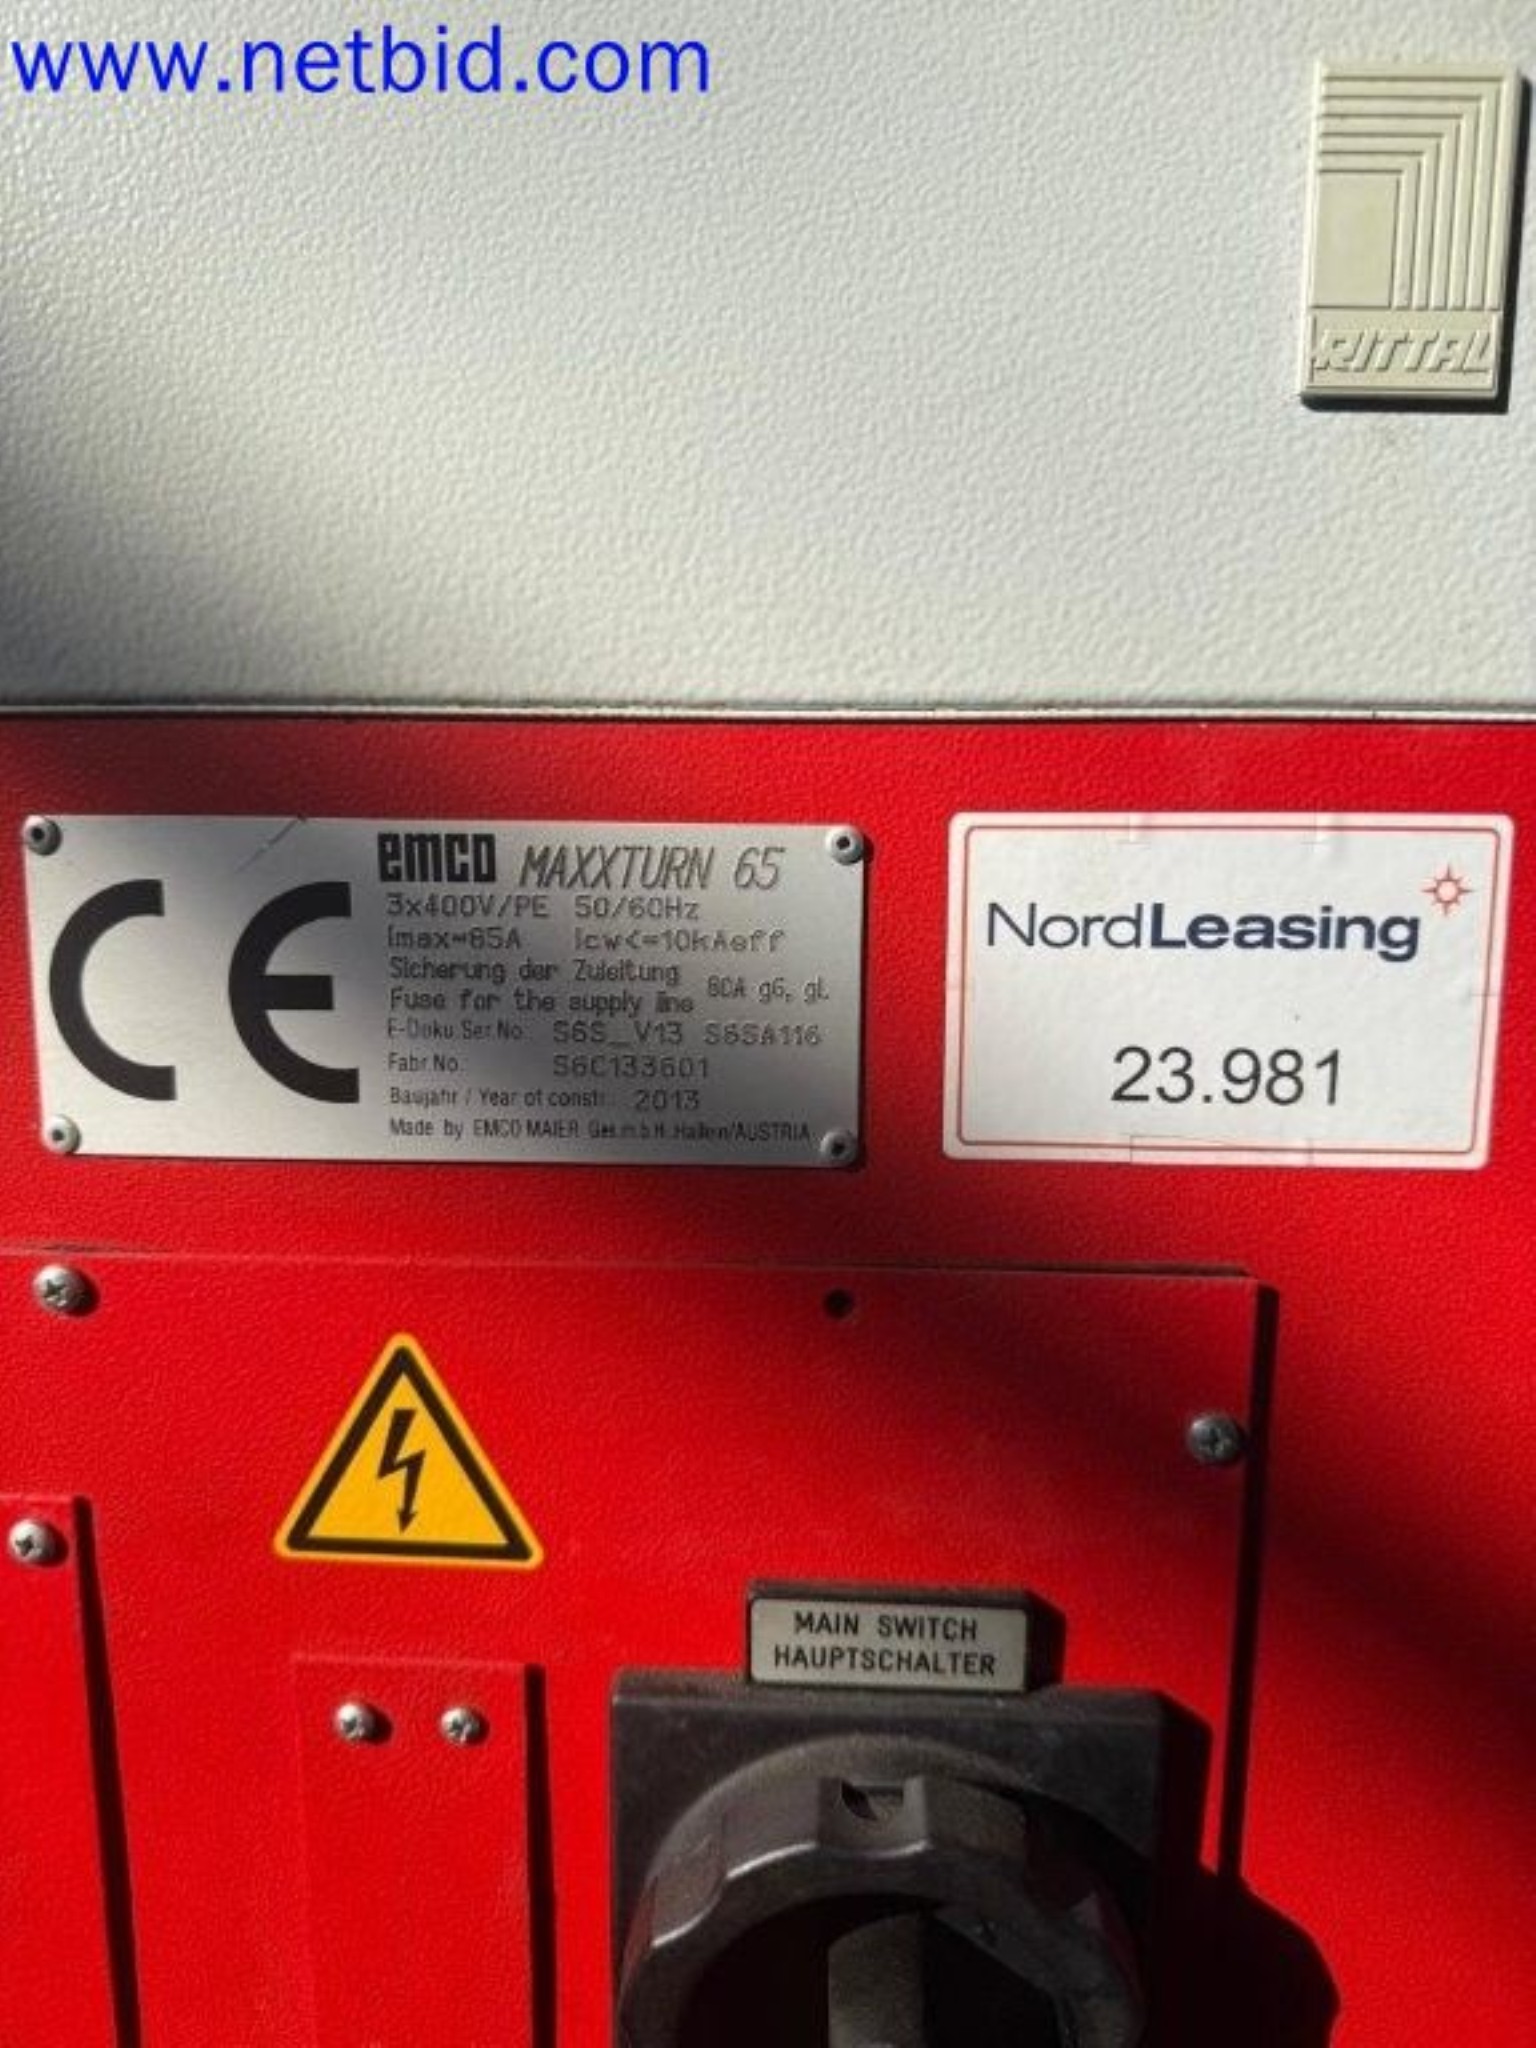 www.netbid.com
RITTAL
emco MAXXTURN 65
3x400V/PE 50/60Hz
Imax=65A Icw<=10kAeff
Sicherung der Zuleitung
Fuse for the supply line 80A gG, gL
E-Doku.Ser.No.: S6S_V13 S6SA116
Fabr.No.: S6C133601
Baujahr / Year of constr.: 2013
Made by EMCO MAIER Ges.m.b.H. Hallein/AUSTRIA
CE
NordLeasing
23.981
MAIN SWITCH
HAUPTSCHALTER